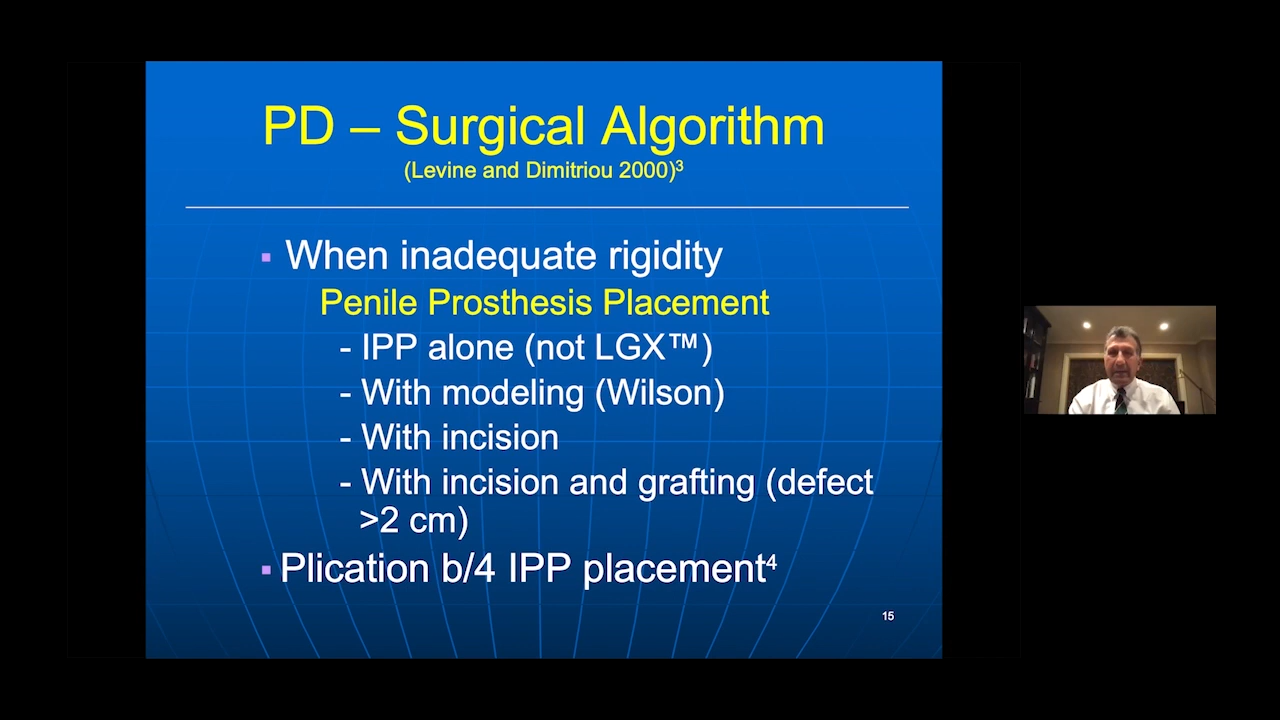 PD – Surgical Algorithm
(Levine and Dimitriou 2000)³
▪ When inadequate rigidity
Penile Prosthesis Placement
- IPP alone (not LGX™)
- With modeling (Wilson)
- With incision
- With incision and grafting (defect
>2 cm)
▪ Plication b/4 IPP placement⁴
15